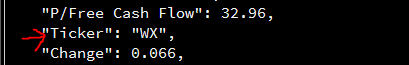 "P/Free Cash Flow": 32.96,
"Ticker": "WX",
"Change": 0.066,